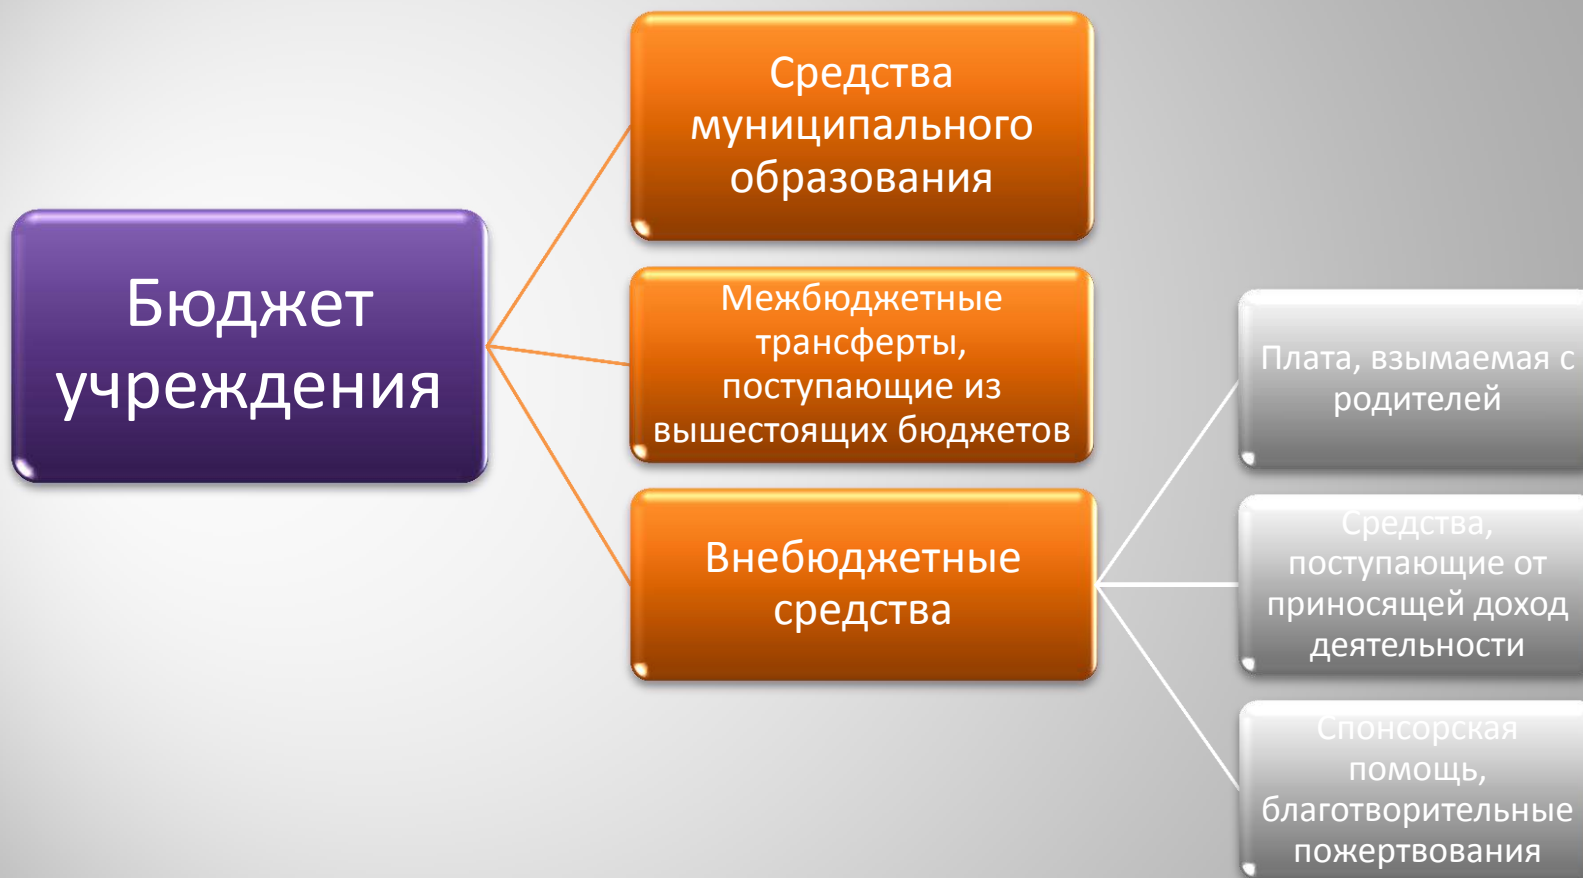 Бюджет
учреждения
Средства
муниципального
образования
Межбюджетные
трансферты,
поступающие из
вышестоящих бюджетов
Внебюджетные
средства
Плата, взымаемая с
родителей
Средства,
поступающие от
приносящей доход
деятельности
Спонсорская
помощь,
благотворительные
пожертвования